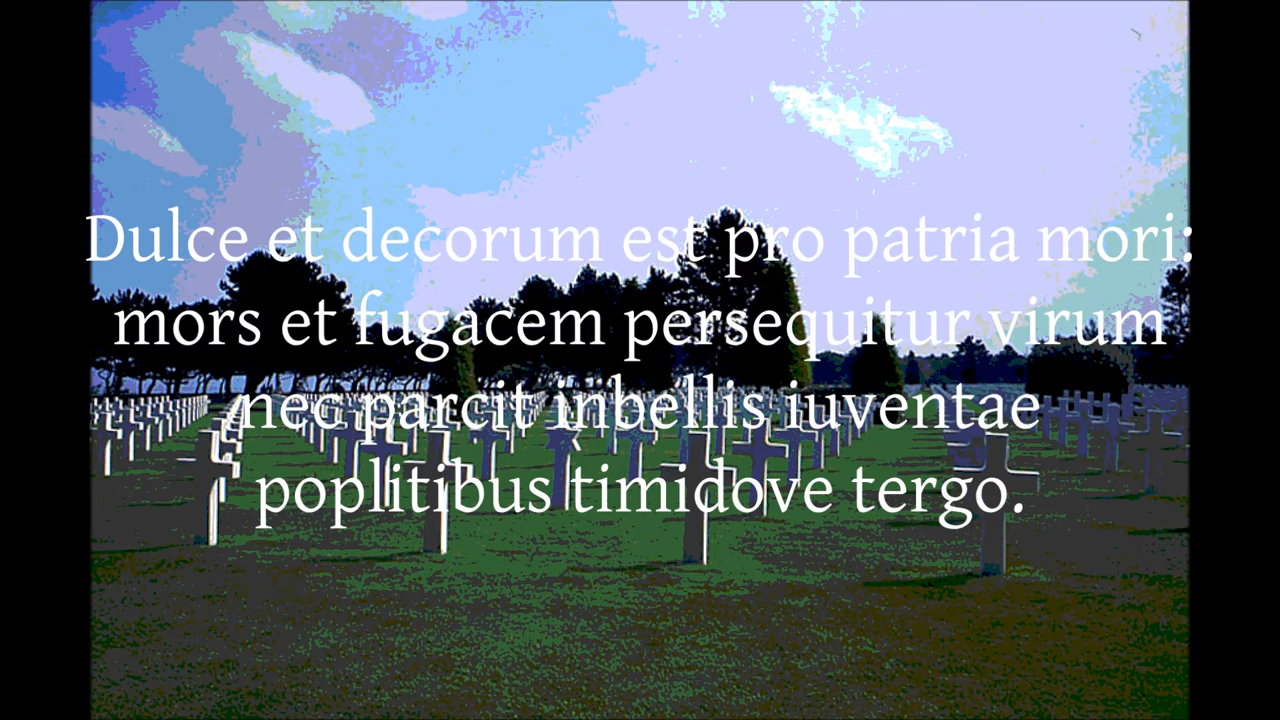 Dulce et decorum est pro patria mori:
mors et fugacem persequitur virum
nec parcit inbellis iuventae
poplitibus timidove tergo.